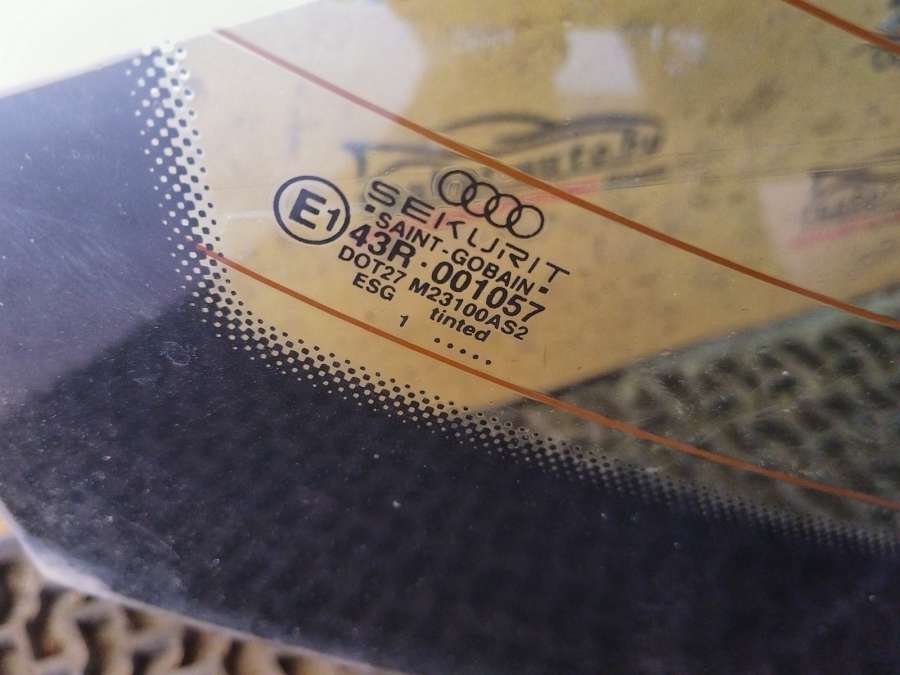 E1
SEKURIT
• SAINT-GOBAIN •
43R - 001057
DOT27 M23100AS2
ESG tinted
1 .....